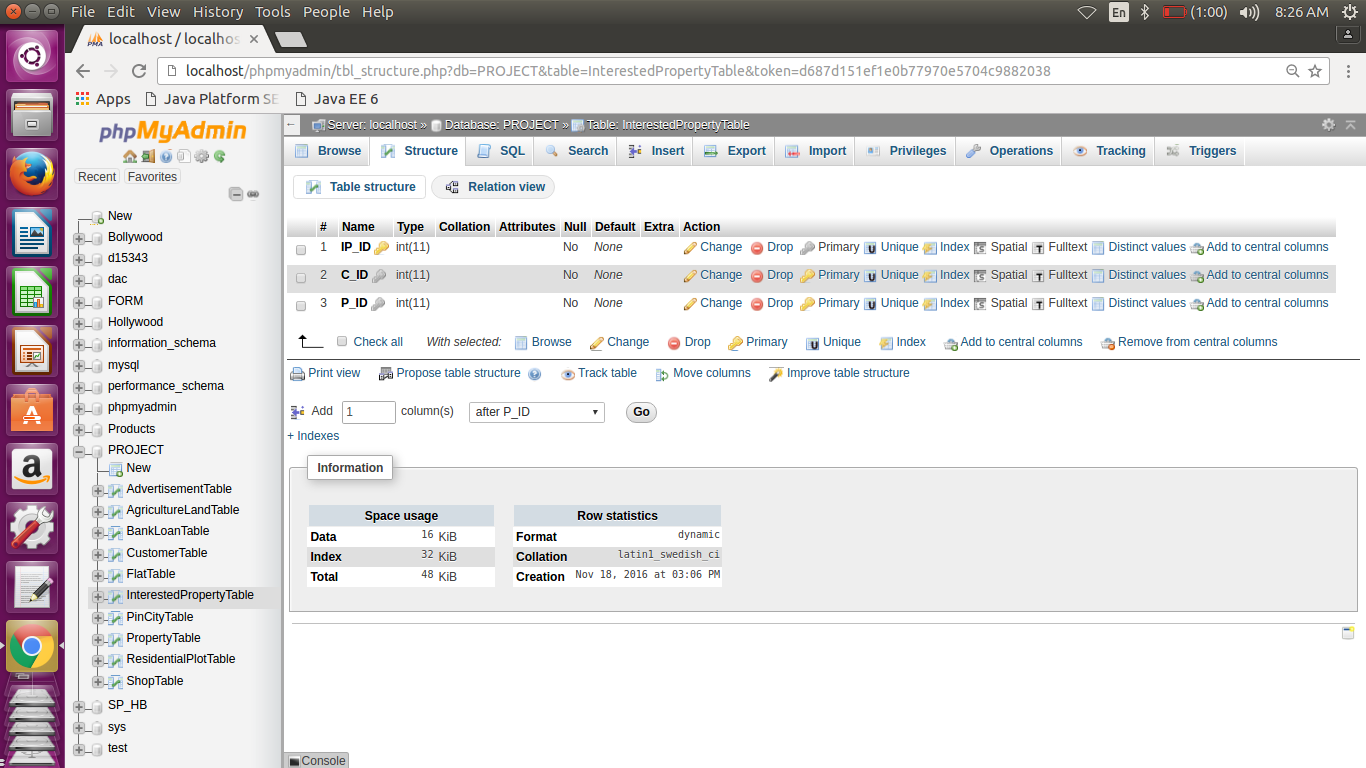 File Edit View History Tools People Help
En (1:00) 8:26 AM
PMA localhost / localhos
localhost/phpmyadmin/tbl_structure.php?db=PROJECT&table=InterestedPropertyTable&token=d687d151ef1e0b77970e5704c9882038
Apps Java Platform SE Java EE 6
phpMyAdmin
Recent Favorites
New
Bollywood
d15343
dac
FORM
Hollywood
information_schema
mysql
performance_schema
phpmyadmin
Products
PROJECT
New
AdvertisementTable
AgricultureLandTable
BankLoanTable
CustomerTable
FlatTable
InterestedPropertyTable
PinCityTable
PropertyTable
ResidentialPlotTable
ShopTable
SP_HB
sys
test
Server: localhost » Database: PROJECT » Table: InterestedPropertyTable
Browse Structure SQL Search Insert Export Import Privileges Operations Tracking Triggers
Table structure Relation view
# Name Type Collation Attributes Null Default Extra Action
1 IP_ID int(11) No None Change Drop Primary Unique Index Spatial Fulltext Distinct values Add to central columns
2 C_ID int(11) No None Change Drop Primary Unique Index Spatial Fulltext Distinct values Add to central columns
3 P_ID int(11) No None Change Drop Primary Unique Index Spatial Fulltext Distinct values Add to central columns
Check all With selected: Browse Change Drop Primary Unique Index Add to central columns Remove from central columns
Print view Propose table structure Track table Move columns Improve table structure
Add 1 column(s) after P_ID Go
+ Indexes
Information
Space usage
Data 16 KiB
Index 32 KiB
Total 48 KiB
Row statistics
Format dynamic
Collation latin1_swedish_ci
Creation Nov 18, 2016 at 03:06 PM
Console